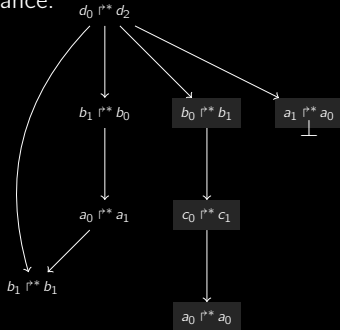 ance.
d₀ ↱* d₂
b₁ ↱* b₀ b₀ ↱* b₁ a₁ ↱* a₀
⊥
a₀ ↱* a₁ c₀ ↱* c₁
b₁ ↱* b₁
a₀ ↱* a₀